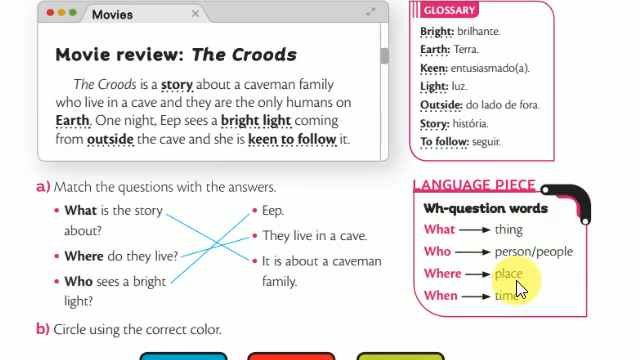 Movies
Movie review: The Croods
The Croods is a story about a caveman family
who live in a cave and they are the only humans on
Earth. One night, Eep sees a bright light coming
from outside the cave and she is keen to follow it.
GLOSSARY
Bright: brilhante.
Earth: Terra.
Keen: entusiasmado(a).
Light: luz.
Outside: do lado de fora.
Story: história.
To follow: seguir.
a) Match the questions with the answers.
• What is the story
about?
• Where do they live?
• Who sees a bright
light?
• Eep.
• They live in a cave.
• It is about a caveman
family.
LANGUAGE PIECE
Wh-question words
What → thing
Who → person/people
Where → place
When → time
b) Circle using the correct color.